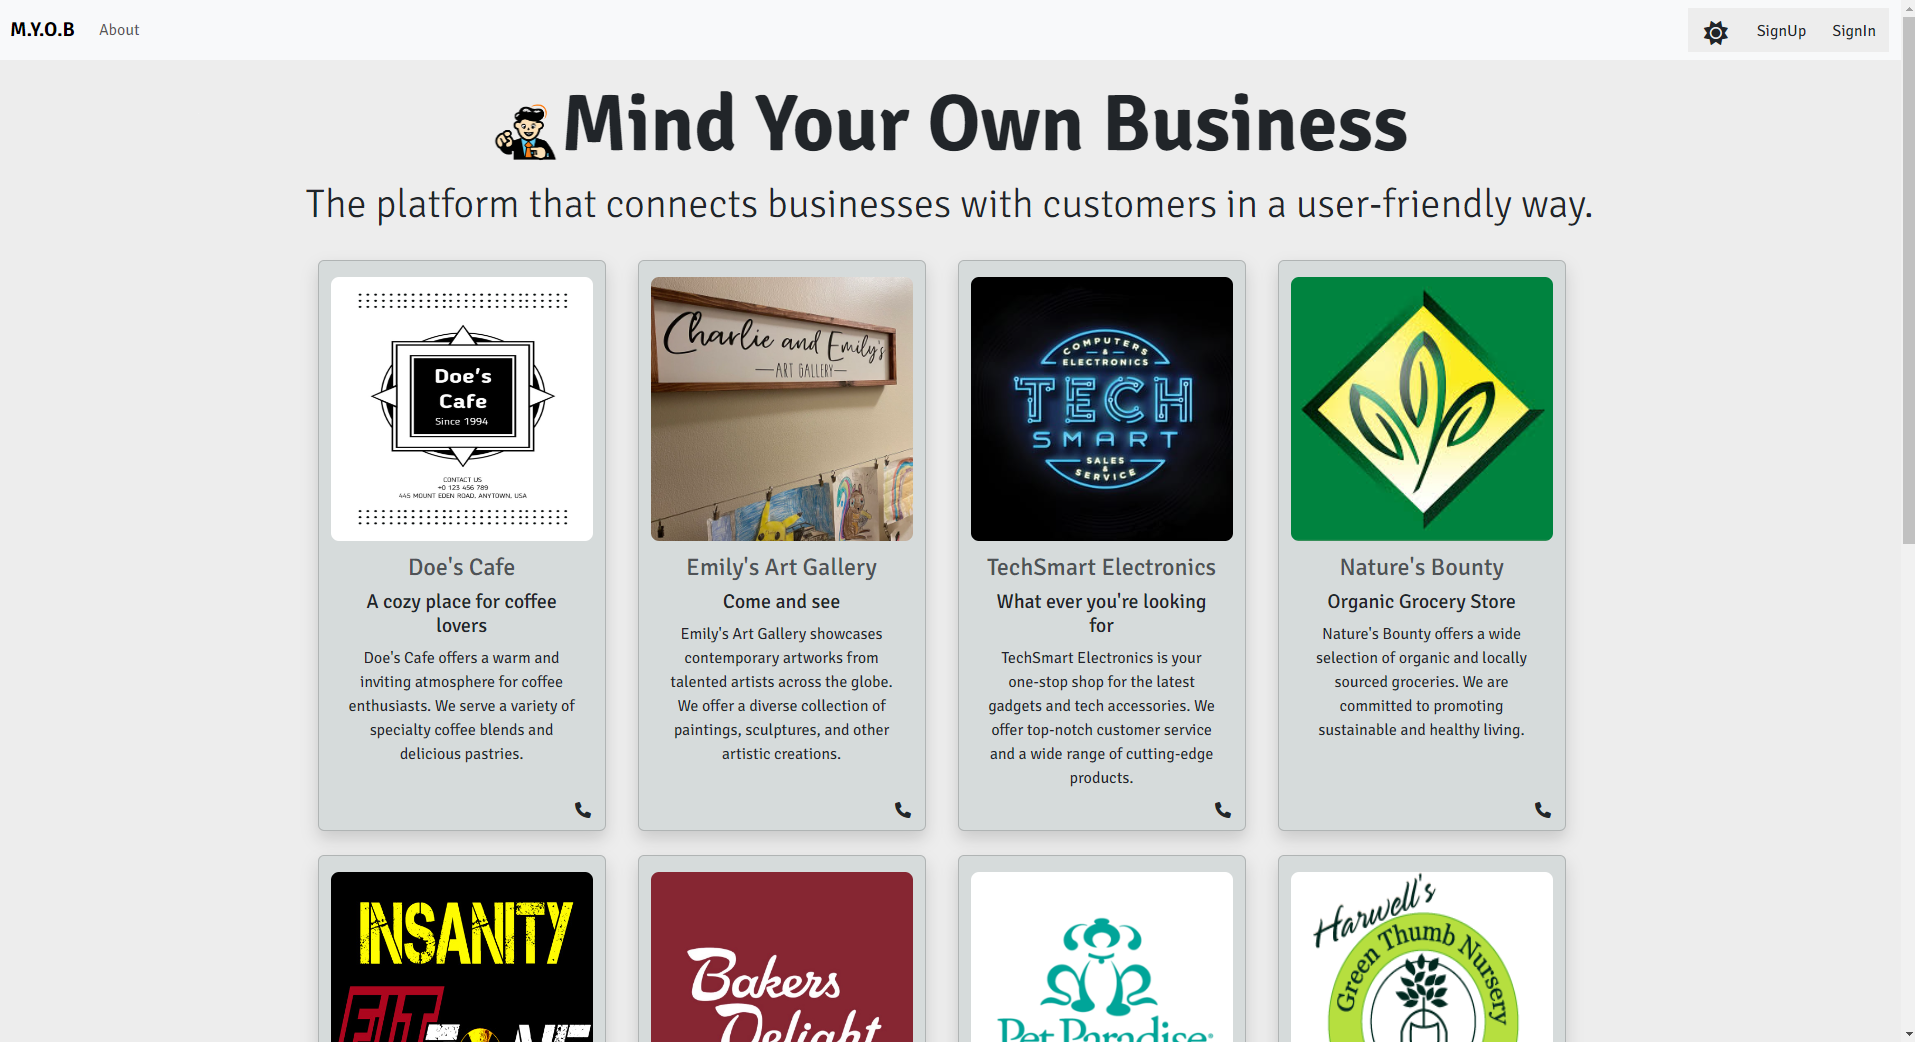 M.Y.O.B
About
SignUp
SignIn
Mind Your Own Business
The platform that connects businesses with customers in a user-friendly way.
Doe's
Cafe
Since 1994
CONTACT US
+0 123 456 789
445 MOUNT EDEN ROAD, ANYTOWN, USA
Doe's Cafe
A cozy place for coffee
lovers
Doe's Cafe offers a warm and
inviting atmosphere for coffee
enthusiasts. We serve a variety of
specialty coffee blends and
delicious pastries.
Charlie and Emily's
ART GALLERY
Emily's Art Gallery
Come and see
Emily's Art Gallery showcases
contemporary artworks from
talented artists across the globe.
We offer a diverse collection of
paintings, sculptures, and other
artistic creations.
COMPUTERS
&
ELECTRONICS
TECH
SMART
SALES
&
SERVICE
TechSmart Electronics
What ever you're looking
for
TechSmart Electronics is your
one-stop shop for the latest
gadgets and tech accessories. We
offer top-notch customer service
and a wide range of cutting-edge
products.
Nature's Bounty
Organic Grocery Store
Nature's Bounty offers a wide
selection of organic and locally
sourced groceries. We are
committed to promoting
sustainable and healthy living.
INSANITY
FIT
ZONE
Bakers
Delight
Pet Paradise
Harwell's
Green Thumb Nursery